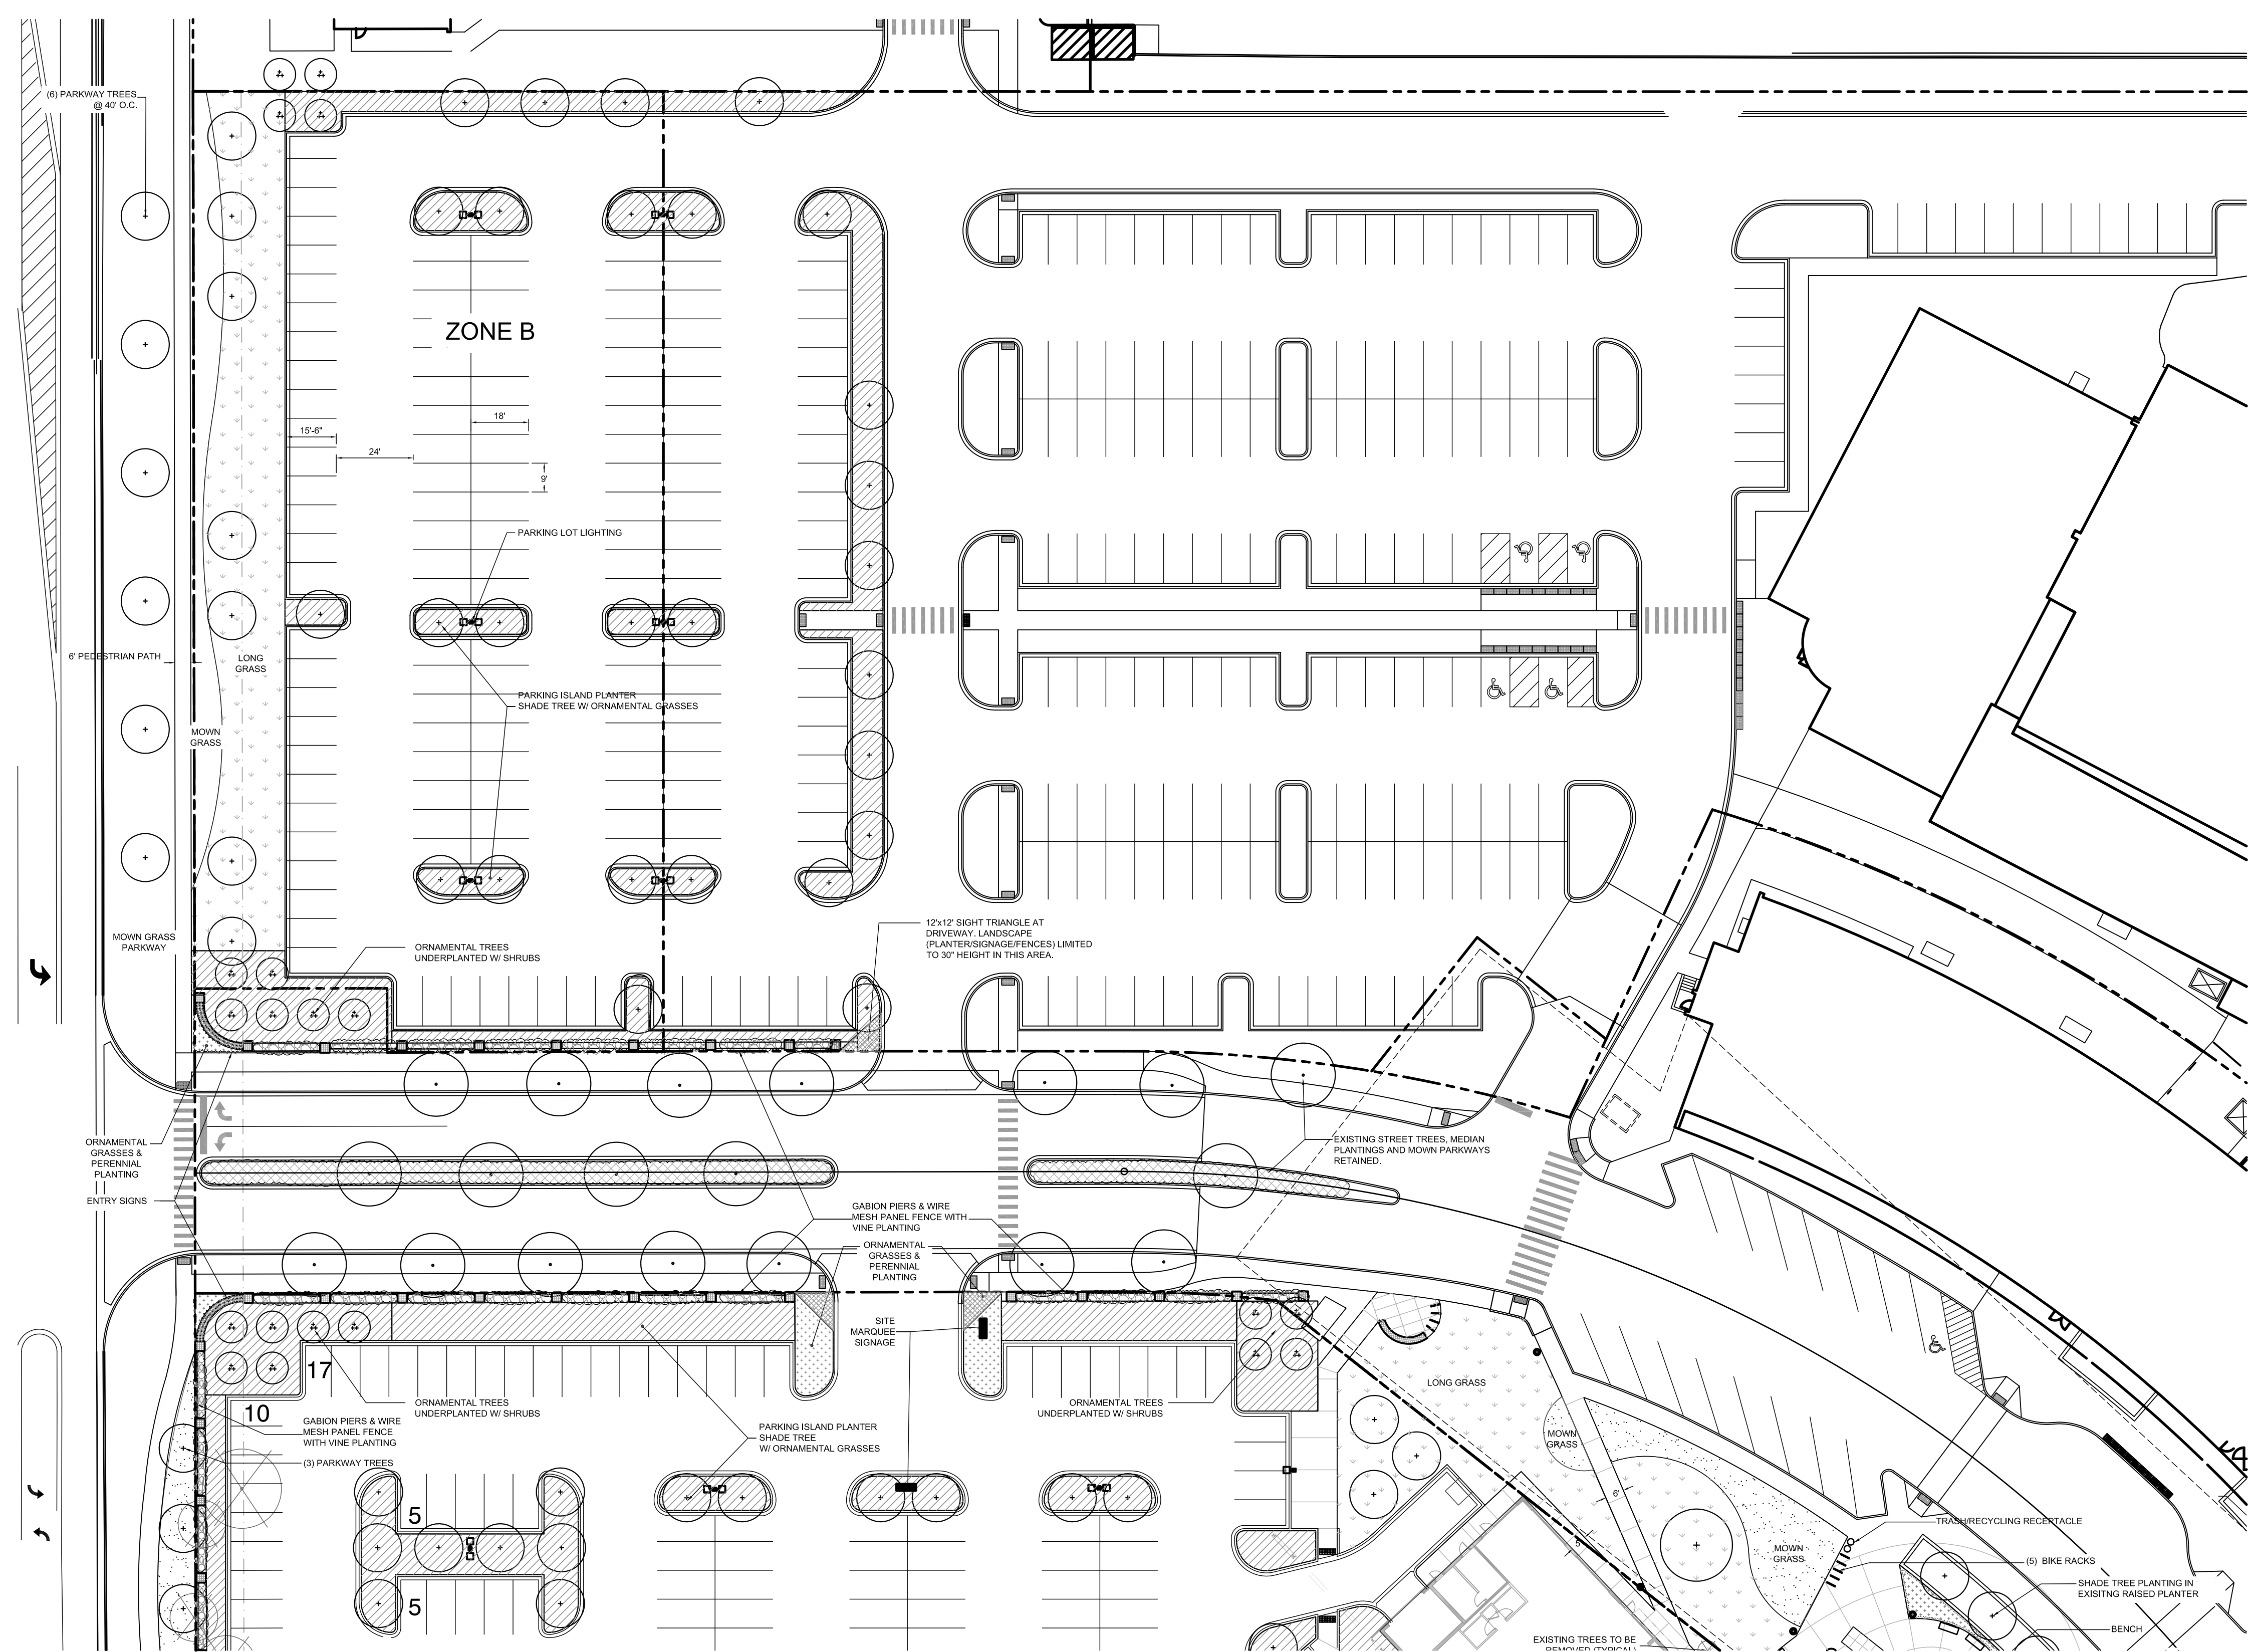 (6) PARKWAY TREES
@ 40' O.C.
ZONE B
18'
15'-6"
24'
9'
PARKING LOT LIGHTING
6' PEDESTRIAN PATH
LONG
GRASS
PARKING ISLAND PLANTER
SHADE TREE W/ ORNAMENTAL GRASSES
MOWN
GRASS
MOWN GRASS
PARKWAY
ORNAMENTAL TREES
UNDERPLANTED W/ SHRUBS
12'x12' SIGHT TRIANGLE AT
DRIVEWAY. LANDSCAPE
(PLANTER/SIGNAGE/FENCES) LIMITED
TO 30" HEIGHT IN THIS AREA.
ORNAMENTAL
GRASSES &
PERENNIAL
PLANTING
ENTRY SIGNS
EXISTING STREET TREES, MEDIAN
PLANTINGS AND MOWN PARKWAYS
RETAINED.
GABION PIERS & WIRE
MESH PANEL FENCE WITH
VINE PLANTING
ORNAMENTAL
GRASSES &
PERENNIAL
PLANTING
SITE
MARQUEE
SIGNAGE
17
10
ORNAMENTAL TREES
UNDERPLANTED W/ SHRUBS
GABION PIERS & WIRE
MESH PANEL FENCE
WITH VINE PLANTING
(3) PARKWAY TREES
PARKING ISLAND PLANTER
SHADE TREE
W/ ORNAMENTAL GRASSES
ORNAMENTAL TREES
UNDERPLANTED W/ SHRUBS
LONG GRASS
MOWN
GRASS
5
5
6'
5'
MOWN
GRASS
TRASH/RECYCLING RECEPTACLE
(5) BIKE RACKS
SHADE TREE PLANTING IN
EXISITNG RAISED PLANTER
BENCH
EXISTING TREES TO BE
REMOVED (TYPICAL)